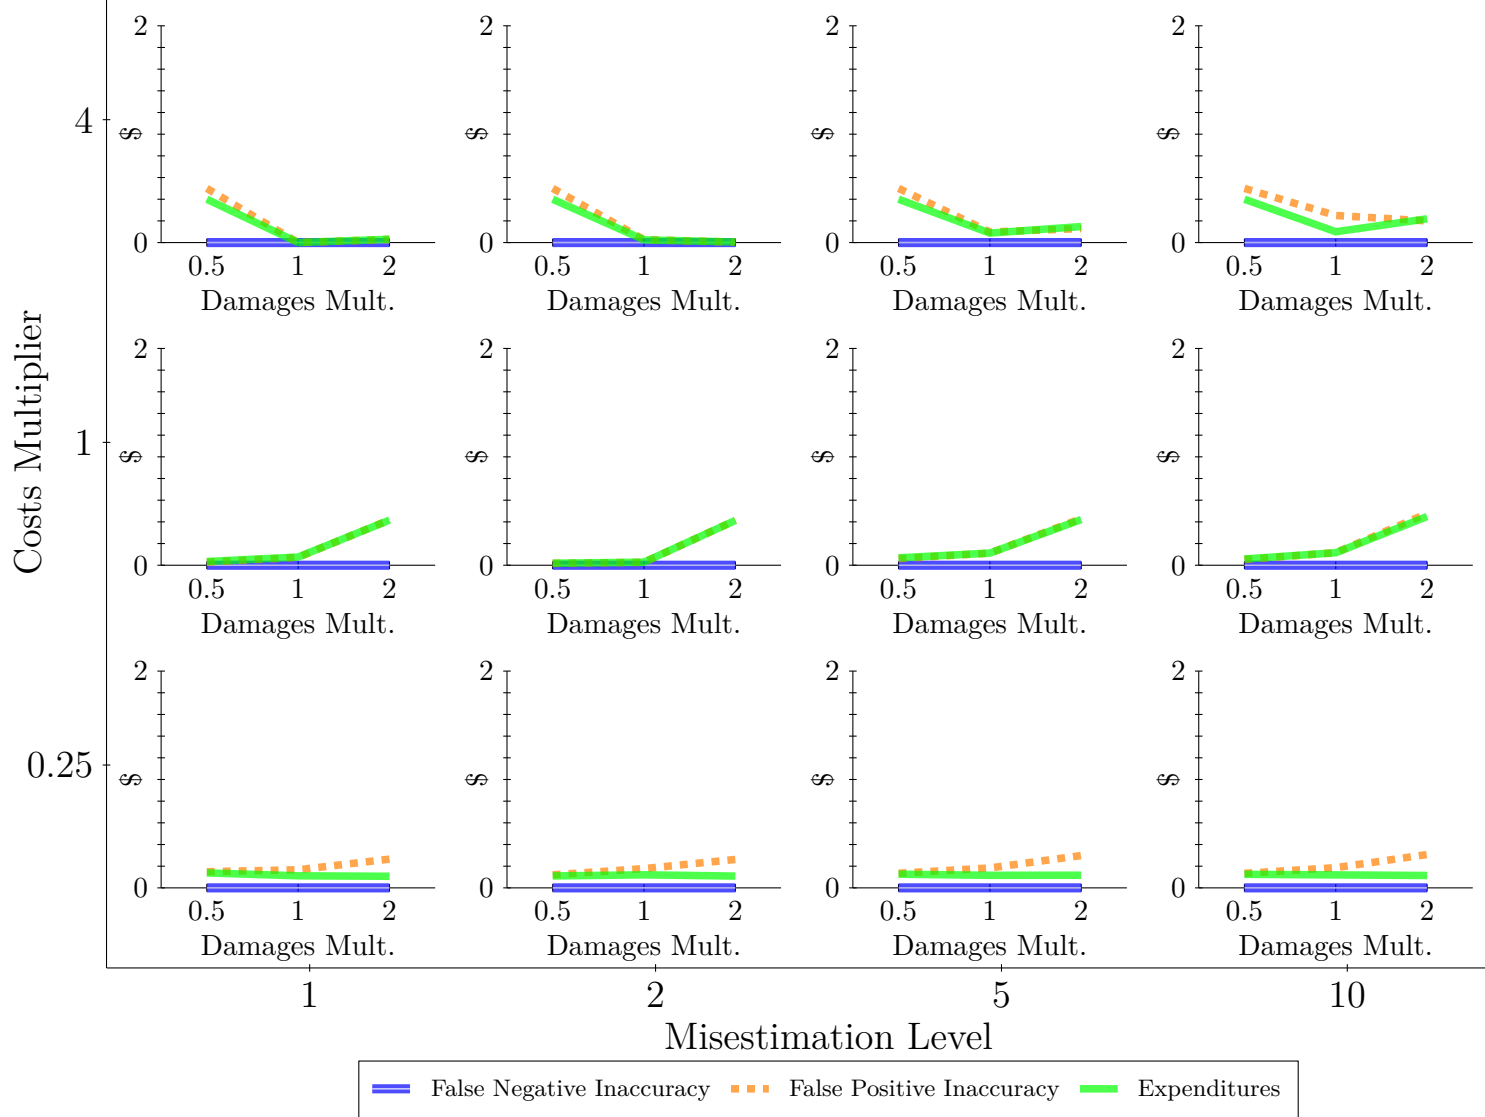 2 2 2 2
4 $ $ $ $
0 0 0 0
0.5 1 2 0.5 1 2 0.5 1 2 0.5 1 2
Damages Mult. Damages Mult. Damages Mult. Damages Mult.
Costs Multiplier
2 2 2 2
1 $ $ $ $
0 0 0 0
0.5 1 2 0.5 1 2 0.5 1 2 0.5 1 2
Damages Mult. Damages Mult. Damages Mult. Damages Mult.
2 2 2 2
0.25 $ $ $ $
0 0 0 0
0.5 1 2 0.5 1 2 0.5 1 2 0.5 1 2
Damages Mult. Damages Mult. Damages Mult. Damages Mult.
1 2 5 10
Misestimation Level
False Negative Inaccuracy False Positive Inaccuracy Expenditures